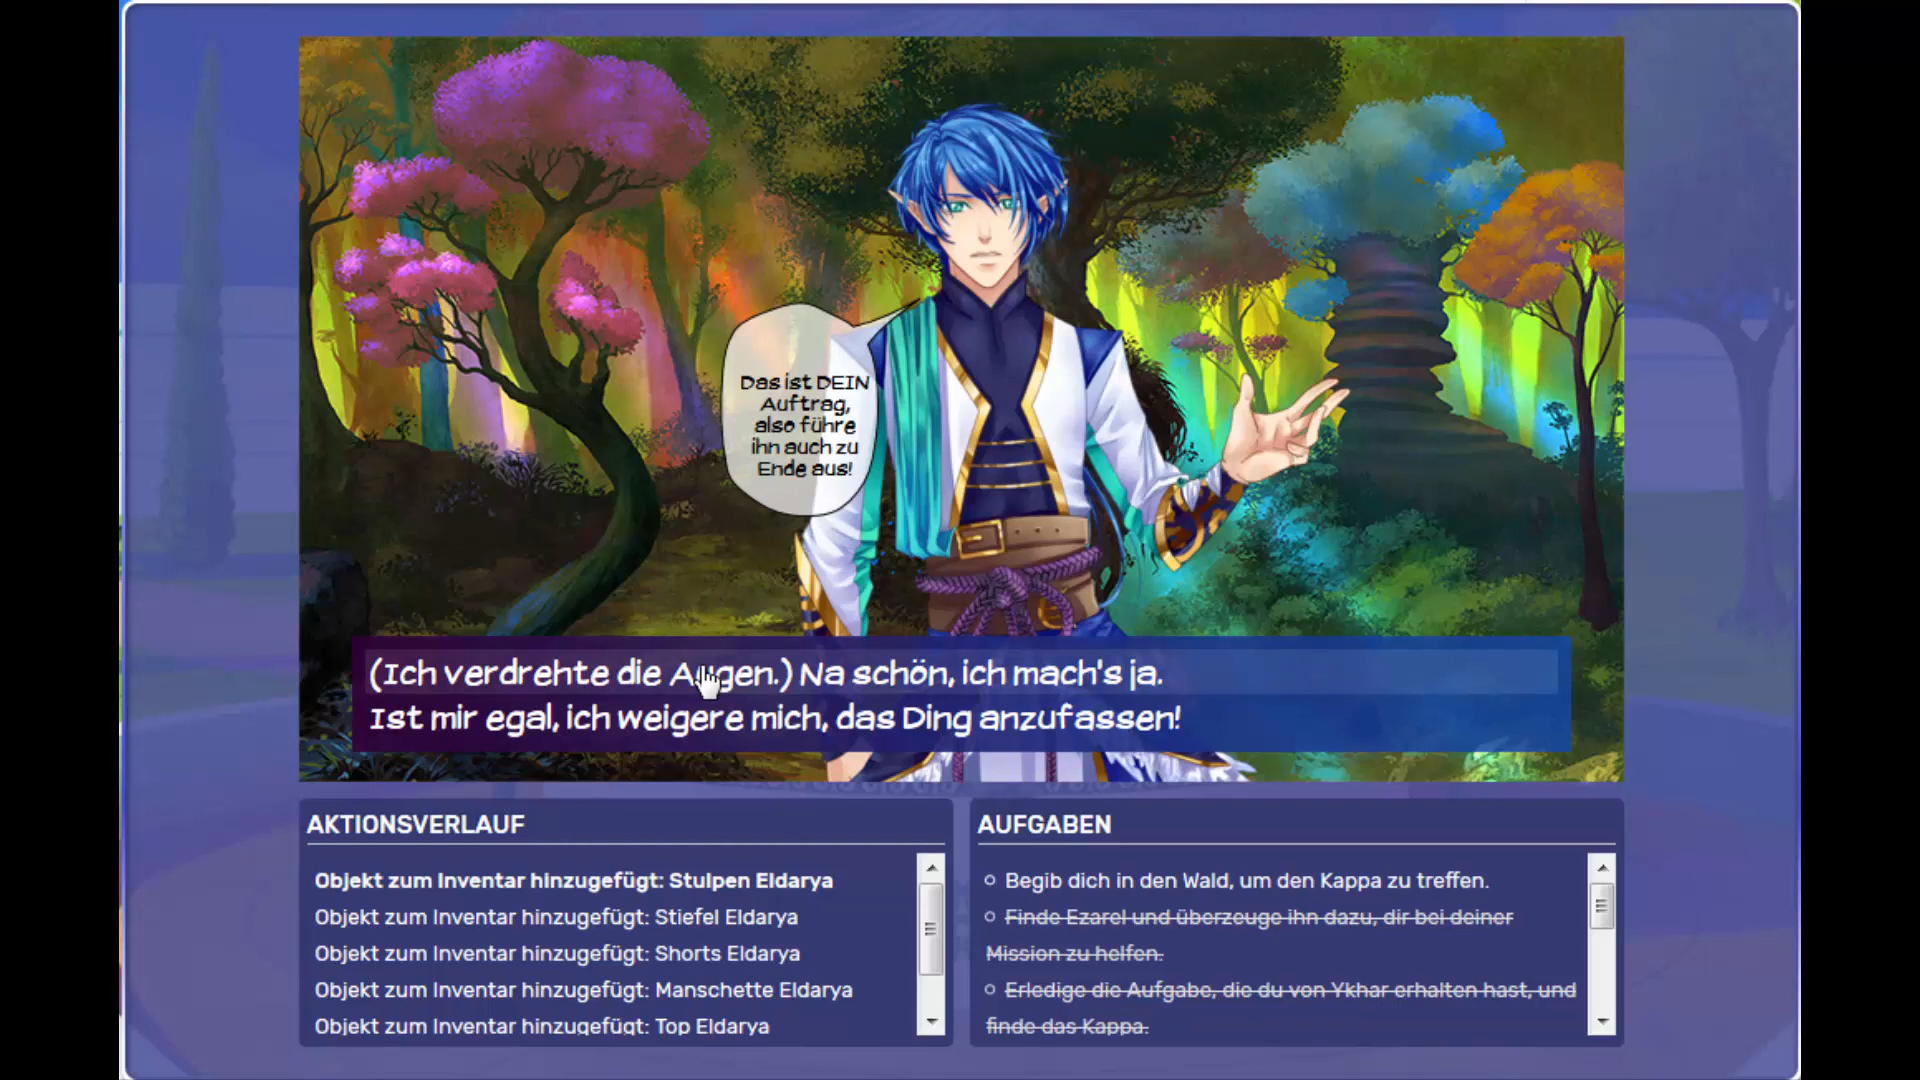 Das ist DEIN
Auftrag,
also führe
ihn auch zu
Ende aus!
(Ich verdrehte die Augen.) Na schön, ich mach's ja.
Ist mir egal, ich weigere mich, das Ding anzufassen!
AKTIONSVERLAUF
Objekt zum Inventar hinzugefügt: Stulpen Eldarya
Objekt zum Inventar hinzugefügt: Stiefel Eldarya
Objekt zum Inventar hinzugefügt: Shorts Eldarya
Objekt zum Inventar hinzugefügt: Manschette Eldarya
Objekt zum Inventar hinzugefügt: Top Eldarya
AUFGABEN
Begib dich in den Wald, um den Kappa zu treffen.
Finde Ezarel und überzeuge ihn dazu, dir bei deiner
Mission zu helfen.
Erledige die Aufgabe, die du von Ykhar erhalten hast, und
finde das Kappa.